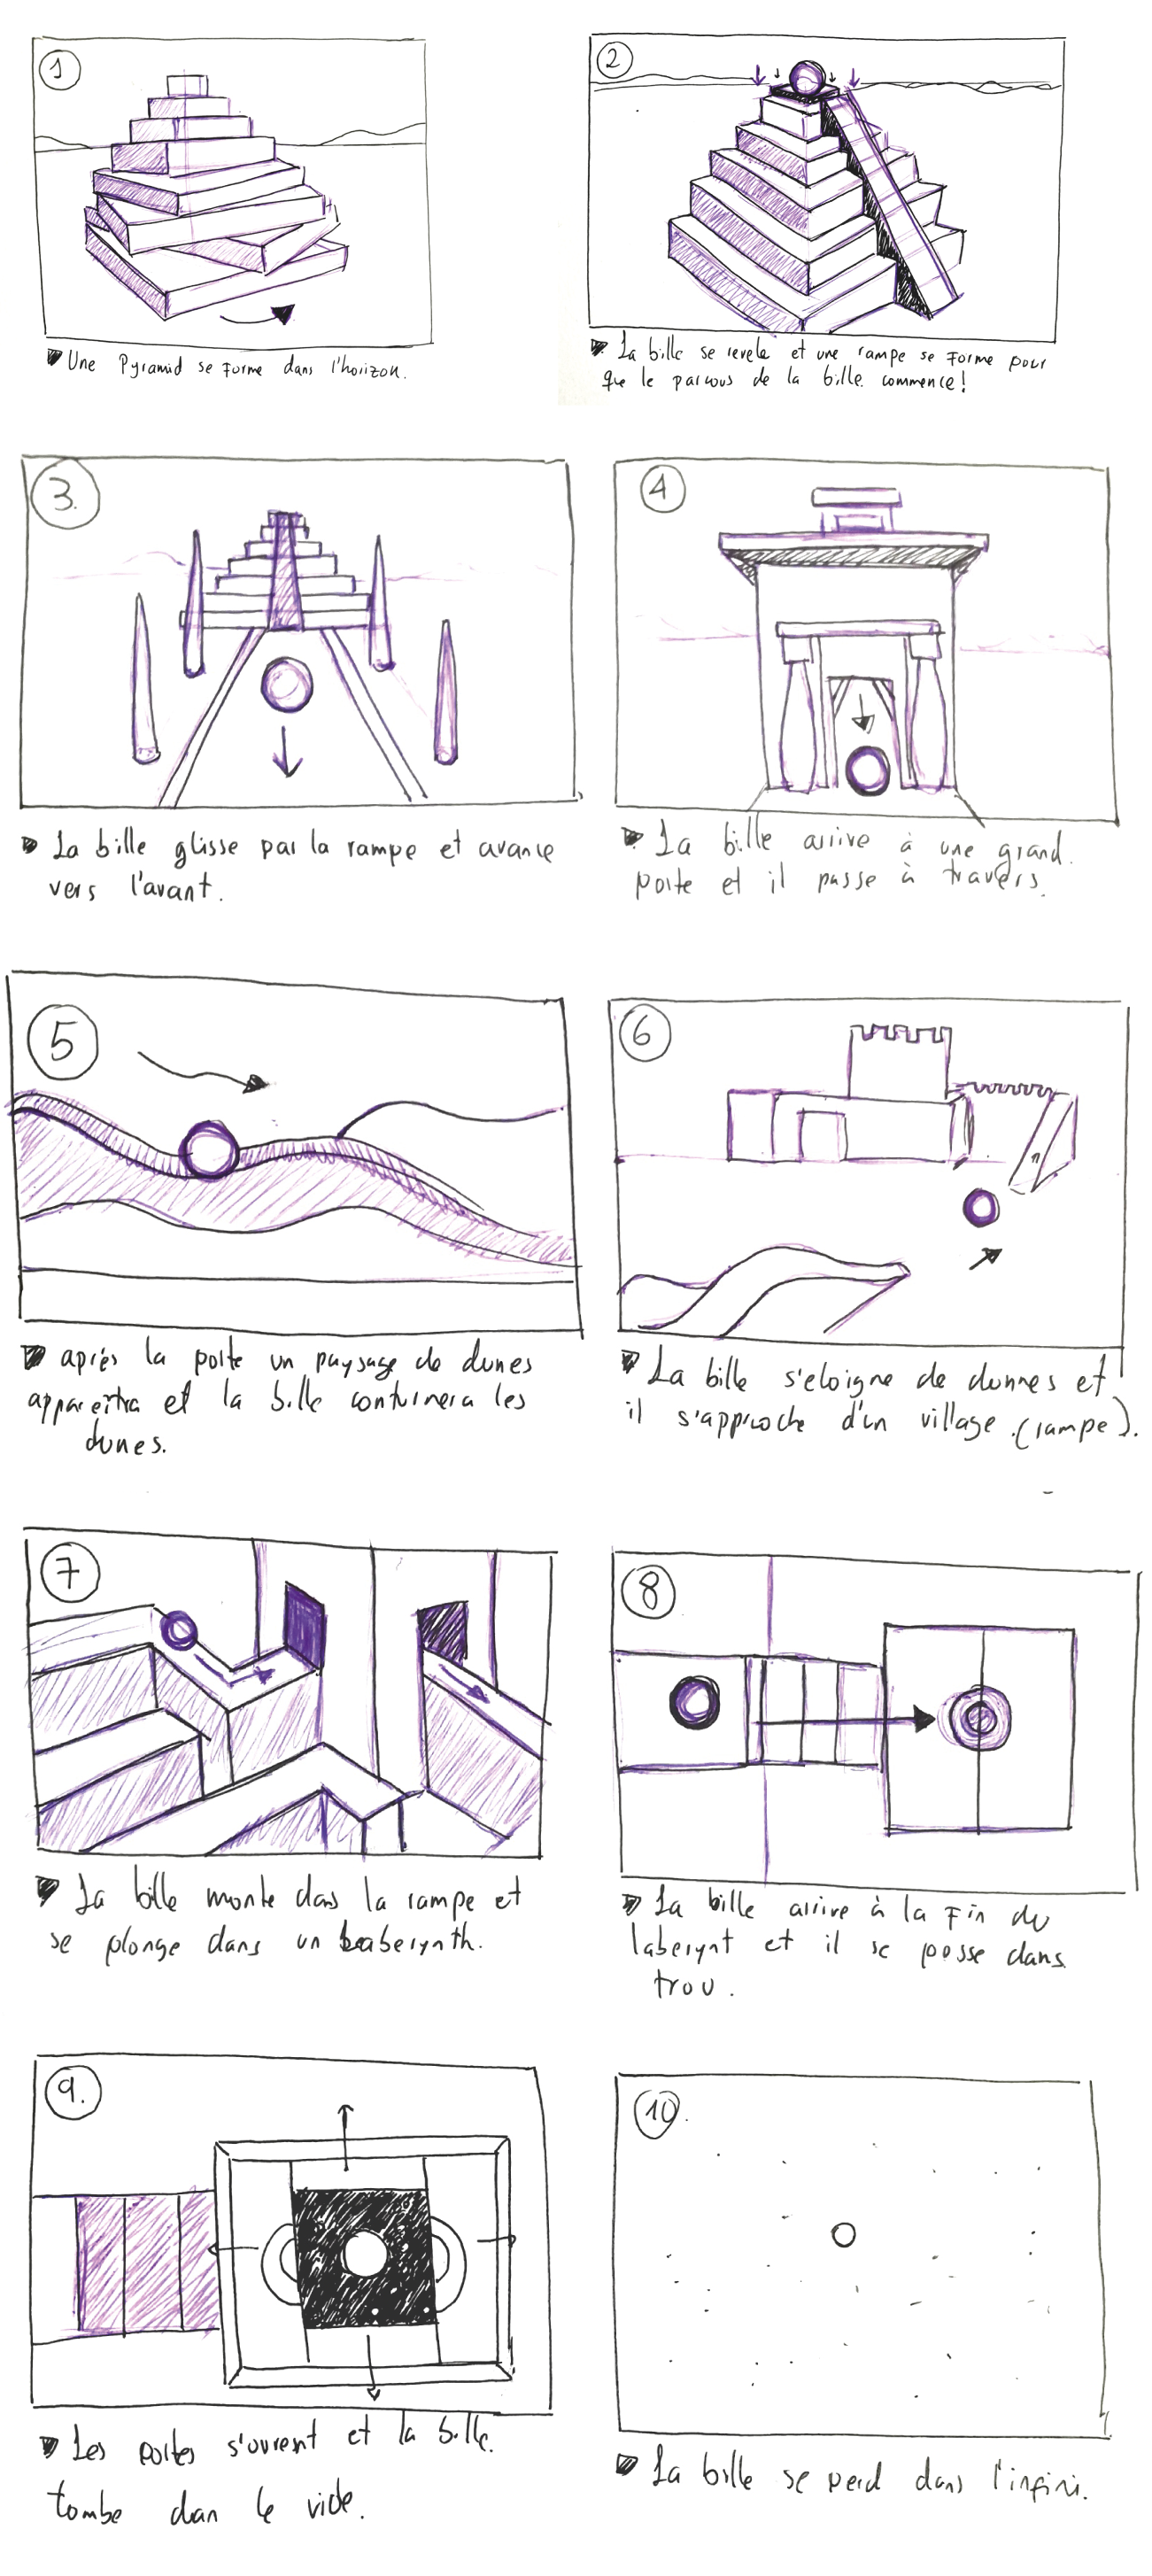 1
Une Pyramid se forme dans l'horizon.
2
La bille se revele et une rampe se forme pour
que le parcous de la bille commence!
3.
La bille glisse par la rampe et avance
vers l'avant.
4
La bille arrive à une grand
porte et il passe à travers.
5
après la porte un paysage de dunes
apparaitra et la bille contuinera les
dunes.
6
La bille s'eloigne de dunnes et
il s'approche d'un village (rampe).
7
La bille monte dans la rampe et
se plonge dans un laberynth.
8
La bille arrive à la fin du
laberynt et il se posse dans
trou.
9.
Les portes s'ouvrent et la bille
tombe dan le vide.
10.
La bille se perd dans l'infini.